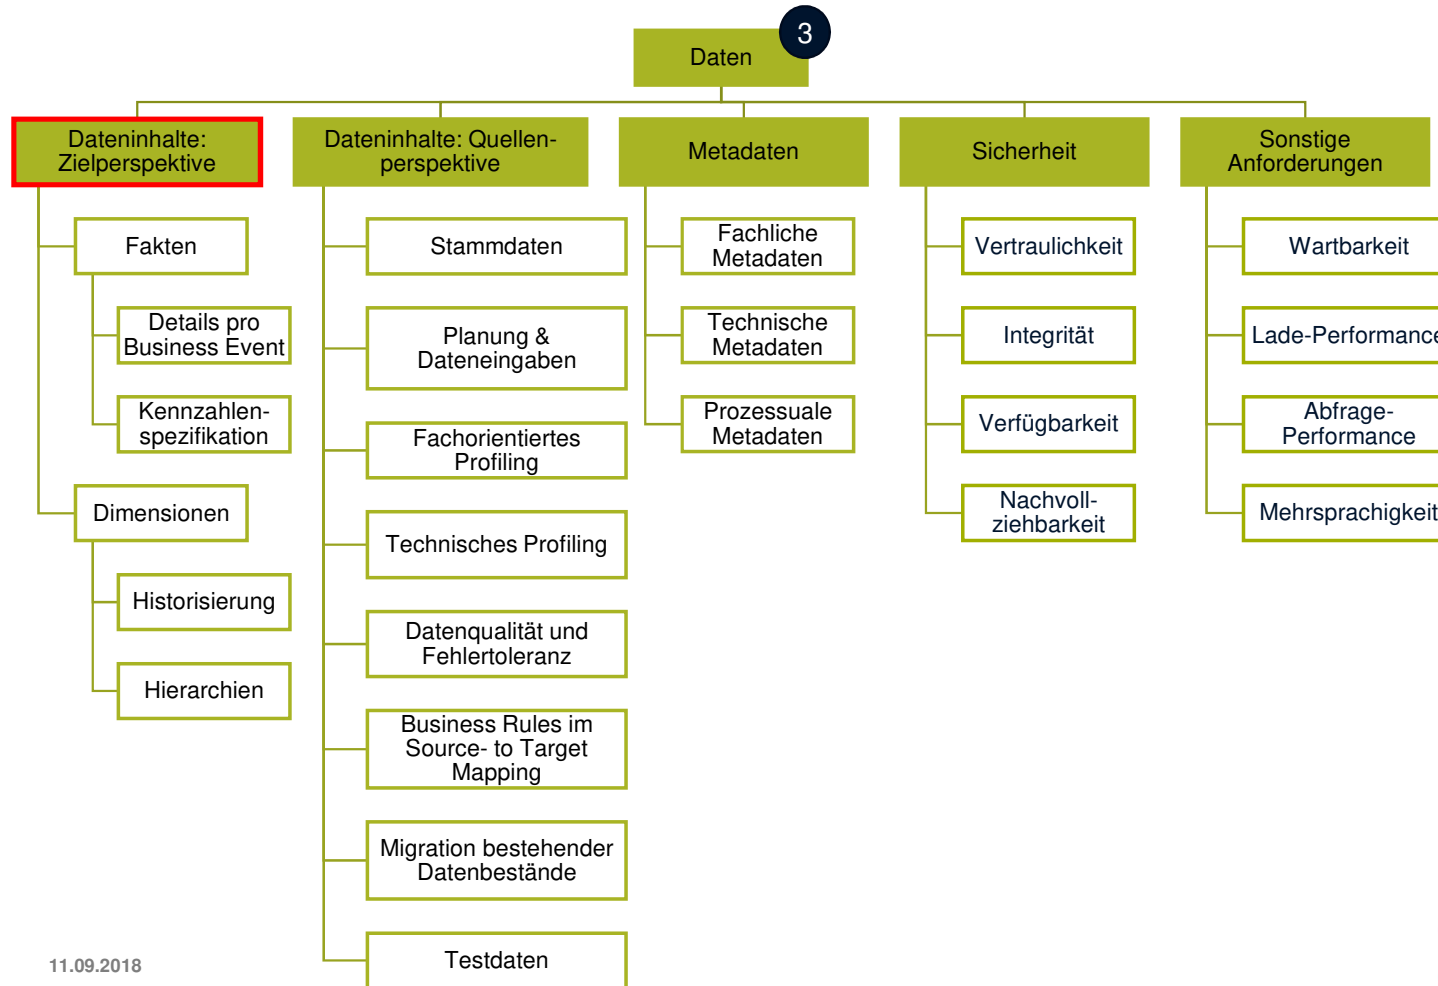 3
Daten
Dateninhalte:
Zielperspektive
Fakten
Details pro
Business Event
Kennzahlen-
spezifikation
Dimensionen
Historisierung
Hierarchien
Dateninhalte: Quellen-
perspektive
Stammdaten
Planung &
Dateneingaben
Fachorientiertes
Profiling
Technisches Profiling
Datenqualität und
Fehlertoleranz
Business Rules im
Source- to Target
Mapping
Migration bestehender
Datenbestände
Testdaten
Metadaten
Fachliche
Metadaten
Technische
Metadaten
Prozessuale
Metadaten
Sicherheit
Vertraulichkeit
Integrität
Verfügbarkeit
Nachvoll-
ziehbarkeit
Sonstige
Anforderungen
Wartbarkeit
Lade-Performance
Abfrage-
Performance
Mehrsprachigkeit
11.09.2018